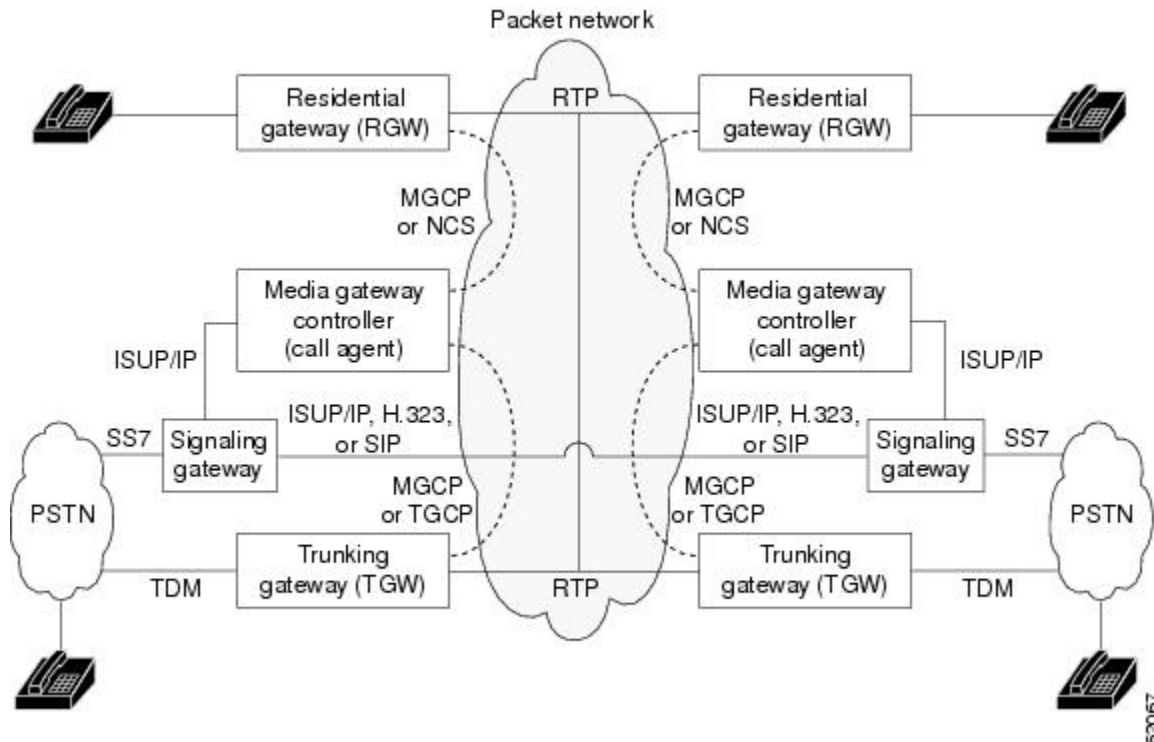 Packet network
Residential
gateway (RGW)
RTP
Residential
gateway (RGW)
MGCP
or NCS
MGCP
or NCS
Media gateway
controller
(call agent)
Media gateway
controller
(call agent)
ISUP/IP
ISUP/IP
ISUP/IP, H.323,
or SIP
ISUP/IP, H.323,
or SIP
SS7
Signaling
gateway
Signaling
gateway
SS7
MGCP
or TGCP
MGCP
or TGCP
PSTN
PSTN
Trunking
gateway (TGW)
RTP
Trunking
gateway (TGW)
TDM
TDM